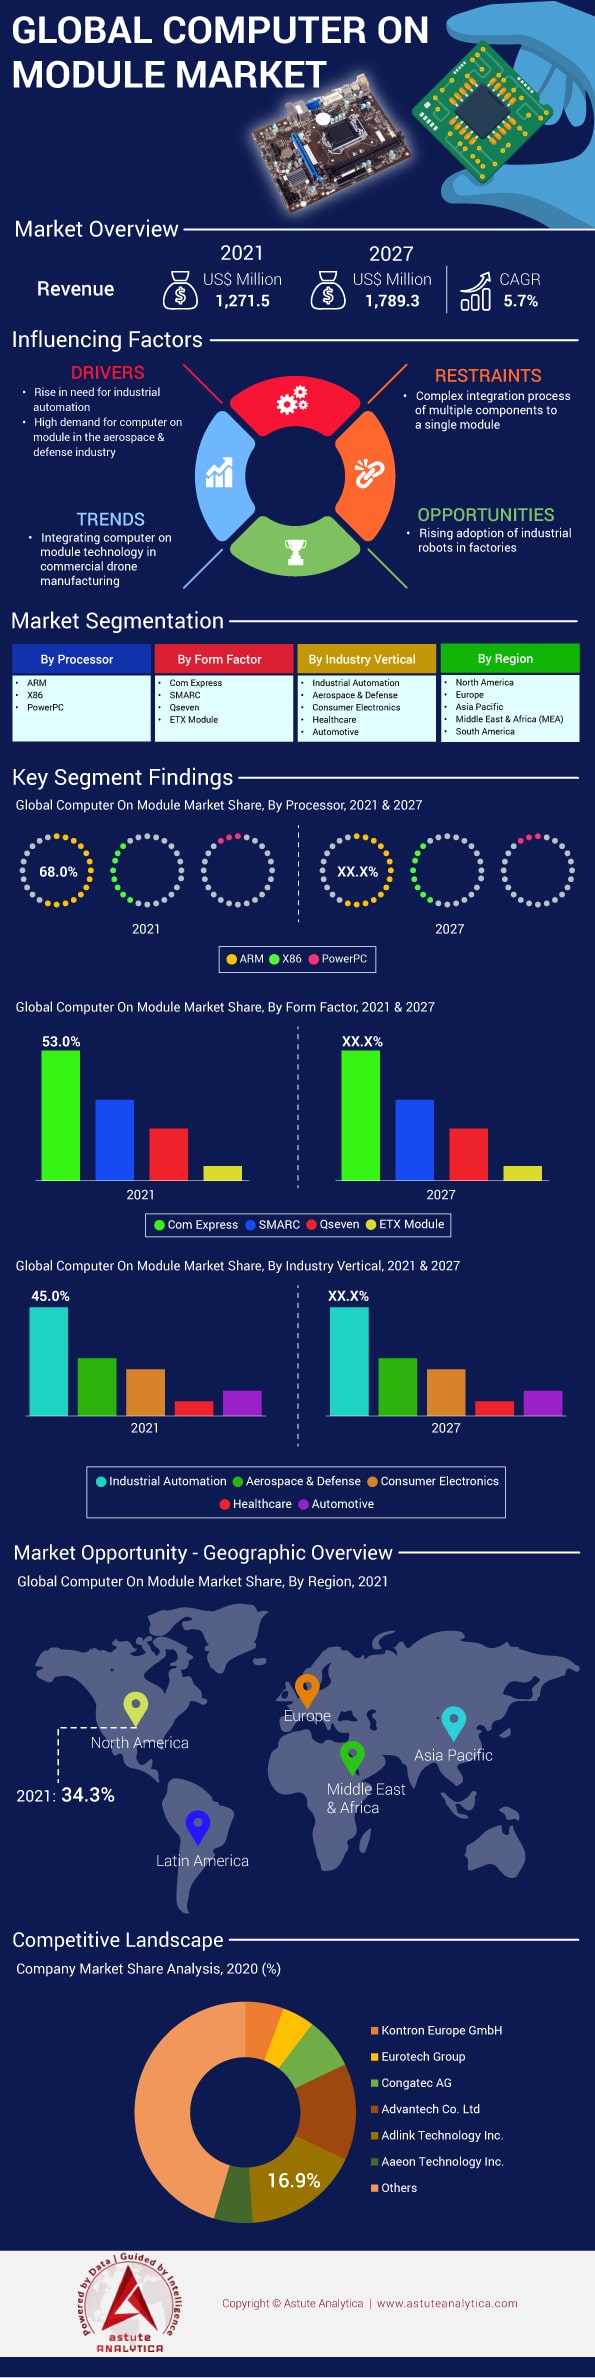 GLOBAL COMPUTER ON
MODULE MARKET
Market Overview
2021
2027
Revenue
US$ Million
1,271.5
US$ Million
1,789.3
CAGR
5.7%
Influencing Factors
DRIVERS
• Rise in need for industrial
automation
• High demand for computer on
module in the aerospace &
defense industry
RESTRAINTS
• Complex integration process
of multiple components to
a single module
TRENDS
• Integrating computer on
module technology in
commercial drone
manufacturing
OPPORTUNITIES
• Rising adoption of industrial
robots in factories
Market Segmentation
By Processor
• ARM
• X86
• PowerPC
By Form Factor
• Com Express
• SMARC
• Qseven
• ETX Module
By Industry Vertical
• Industrial Automation
• Aerospace & Defense
• Consumer Electronics
• Healthcare
• Automotive
By Region
• North America
• Europe
• Asia Pacific
• Middle East & Africa (MEA)
• South America
Key Segment Findings
Global Computer On Module Market Share, By Processor, 2021 & 2027
68.0%
XX.X%
2021
2027
ARM X86 PowerPC
Global Computer On Module Market Share, By Form Factor, 2021 & 2027
53.0%
XX.X%
2021
2027
Com Express SMARC Qseven ETX Module
Global Computer On Module Market Share, By Industry Vertical, 2021 & 2027
45.0%
XX.X%
2021
2027
Industrial Automation Aerospace & Defense Consumer Electronics
Healthcare Automotive
Market Opportunity - Geographic Overview
Global Computer On Module Market Share, By Region, 2021
Europe
North America
Asia Pacific
Middle East
& Africa
2021: 34.3%
Latin America
Competitive Landscape
Company Market Share Analysis, 2020 (%)
Kontron Europe GmbH
Eurotech Group
Congatec AG
Advantech Co. Ltd
Adlink Technology Inc.
Aaeon Technology Inc.
Others
16.9%
Powered by Data | Guided by Intelligence
astute
ANALYTICA
Copyright © Astute Analytica | www.astuteanalytica.com